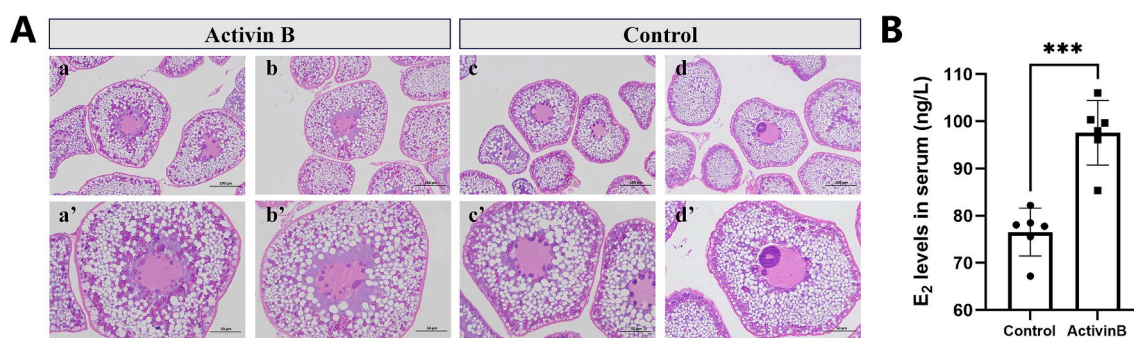 A
Activin B
Control
a
b
c
d
a’
b’
c’
d’
B
***
E2 levels in serum (ng/L)
110
100
90
80
70
60
Control
ActivinB